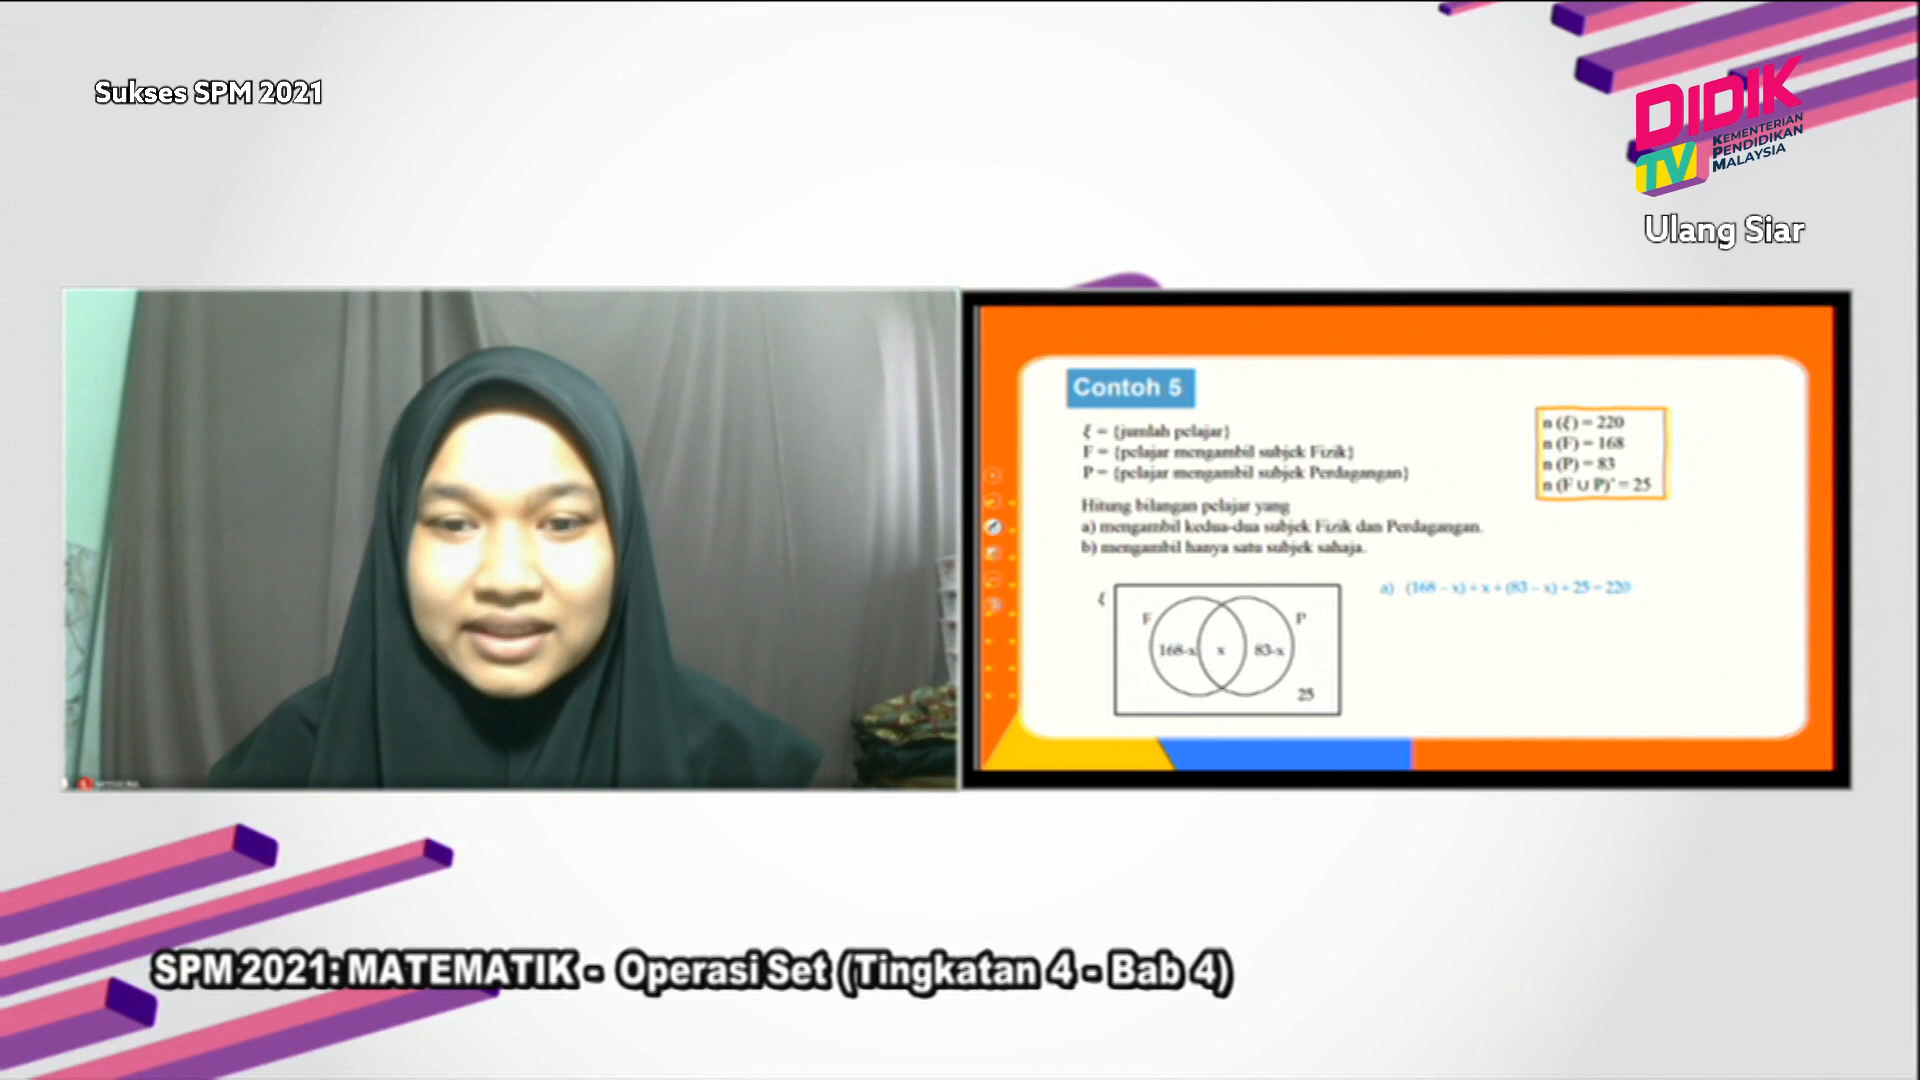 Sukses SPM 2021
DIDIK
TV
KEMENTERIAN
PENDIDIKAN
MALAYSIA
Ulang Siar
Contoh 5
ξ = {jumlah pelajar}
F = {pelajar mengambil subjek Fizik}
P = {pelajar mengambil subjek Perdagangan}
n (ξ) = 220
n (F) = 168
n (P) = 83
n (F ∪ P)' = 25
Hitung bilangan pelajar yang
a) mengambil kedua-dua subjek Fizik dan Perdagangan.
b) mengambil hanya satu subjek sahaja.
a) (168 – x) + x + (83 – x) + 25 = 220
ξ
F
P
168-x
x
83-x
25
SPM 2021: MATEMATIK - Operasi Set (Tingkatan 4 - Bab 4)